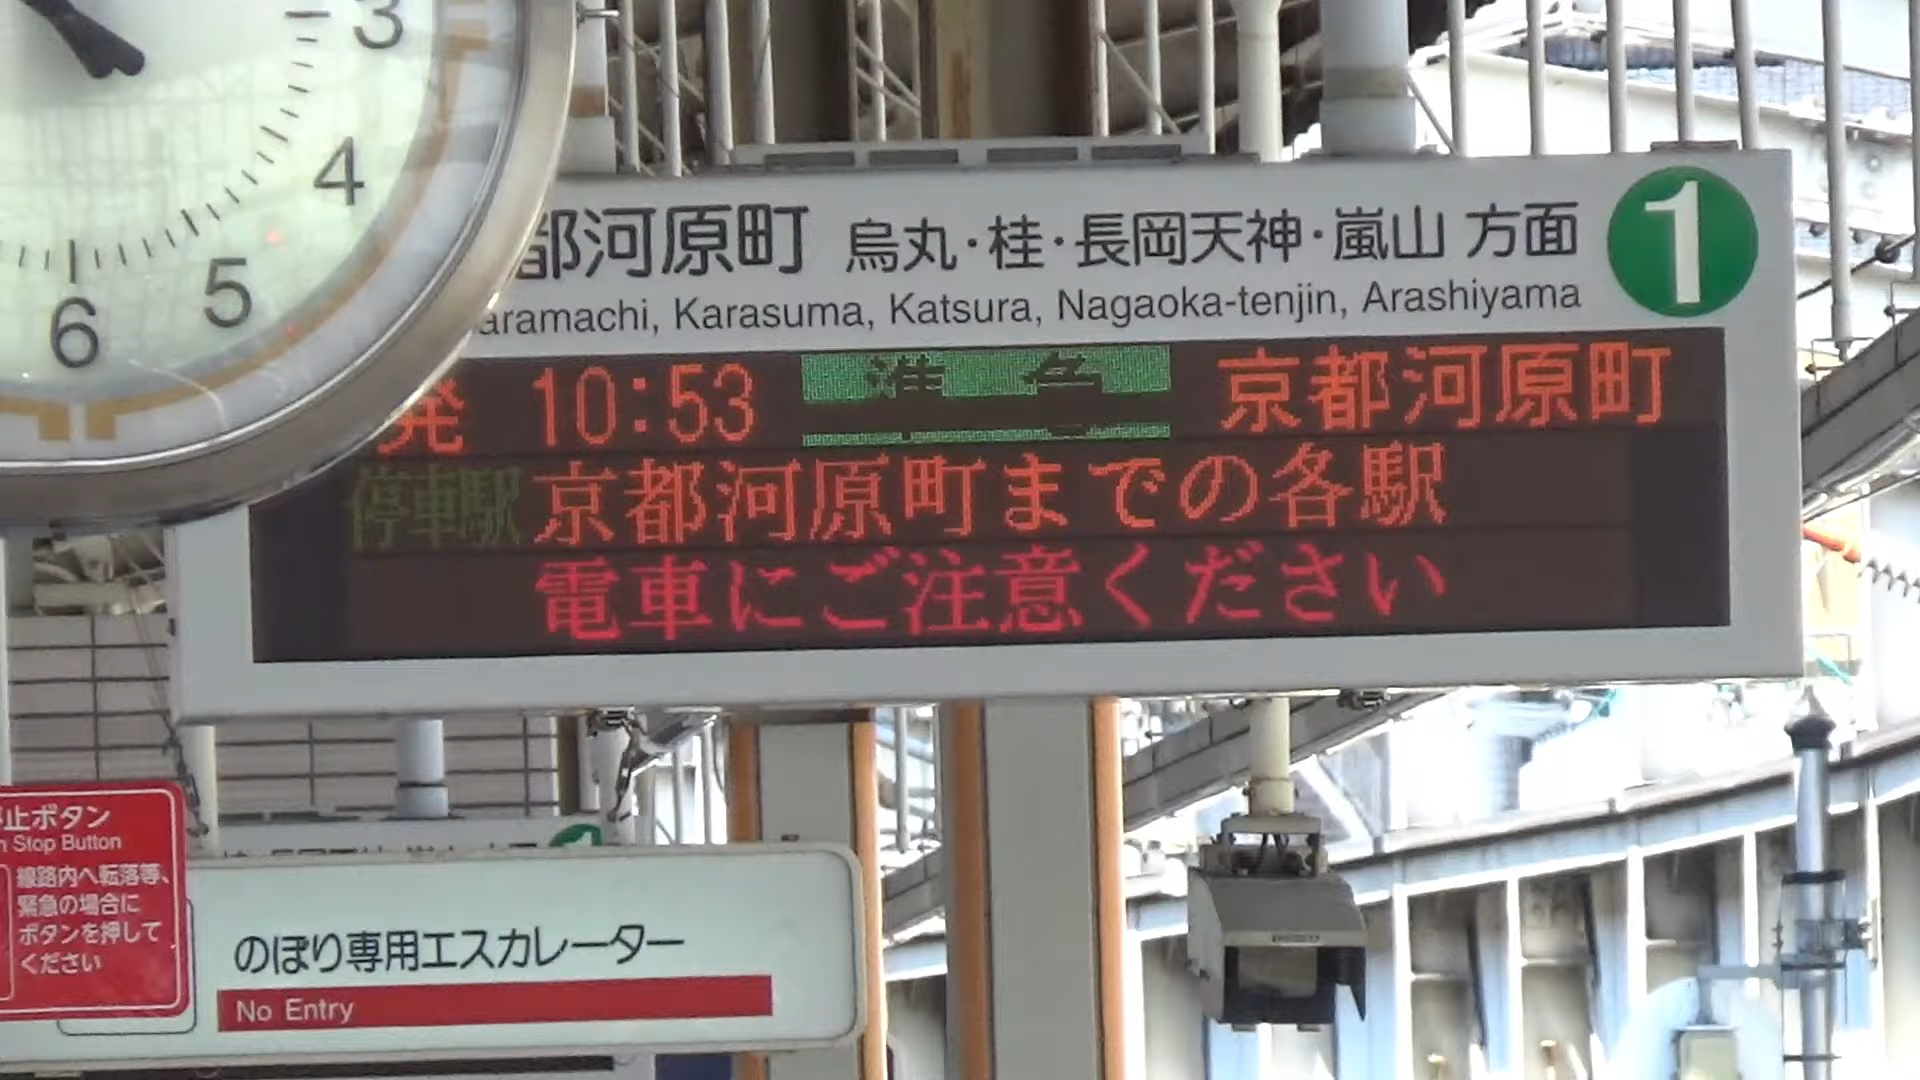 3
4
5
6
都河原町 烏丸・桂・長岡天神・嵐山 方面 1
aramachi, Karasuma, Katsura, Nagaoka-tenjin, Arashiyama
発 10:53 準急 京都河原町
停車駅 京都河原町までの各駅
電車にご注意ください
止ボタン
Stop Button
線路内へ転落等、
緊急の場合に
ボタンを押して
ください
のぼり専用エスカレーター
No Entry